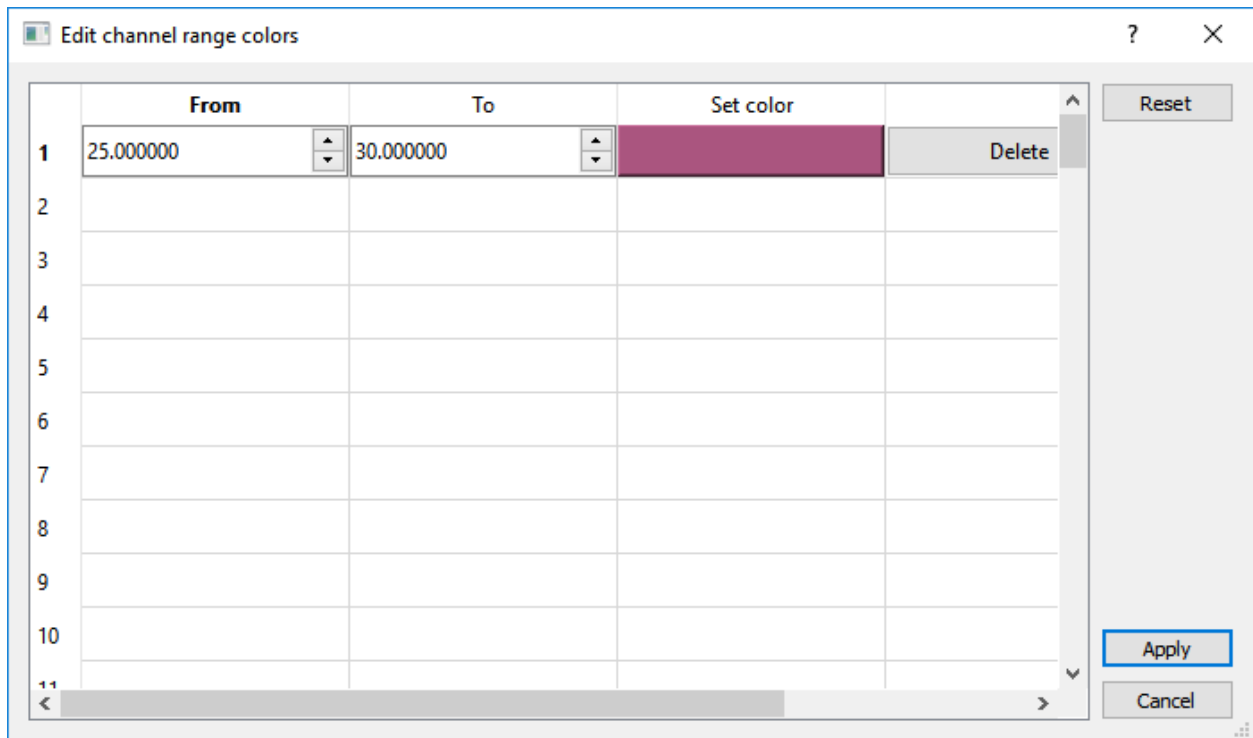 Edit channel range colors ?
From To Set color Reset
1 25.000000 30.000000 Delete
2
3
4
5
6
7
8
9
10
Apply
11
Cancel